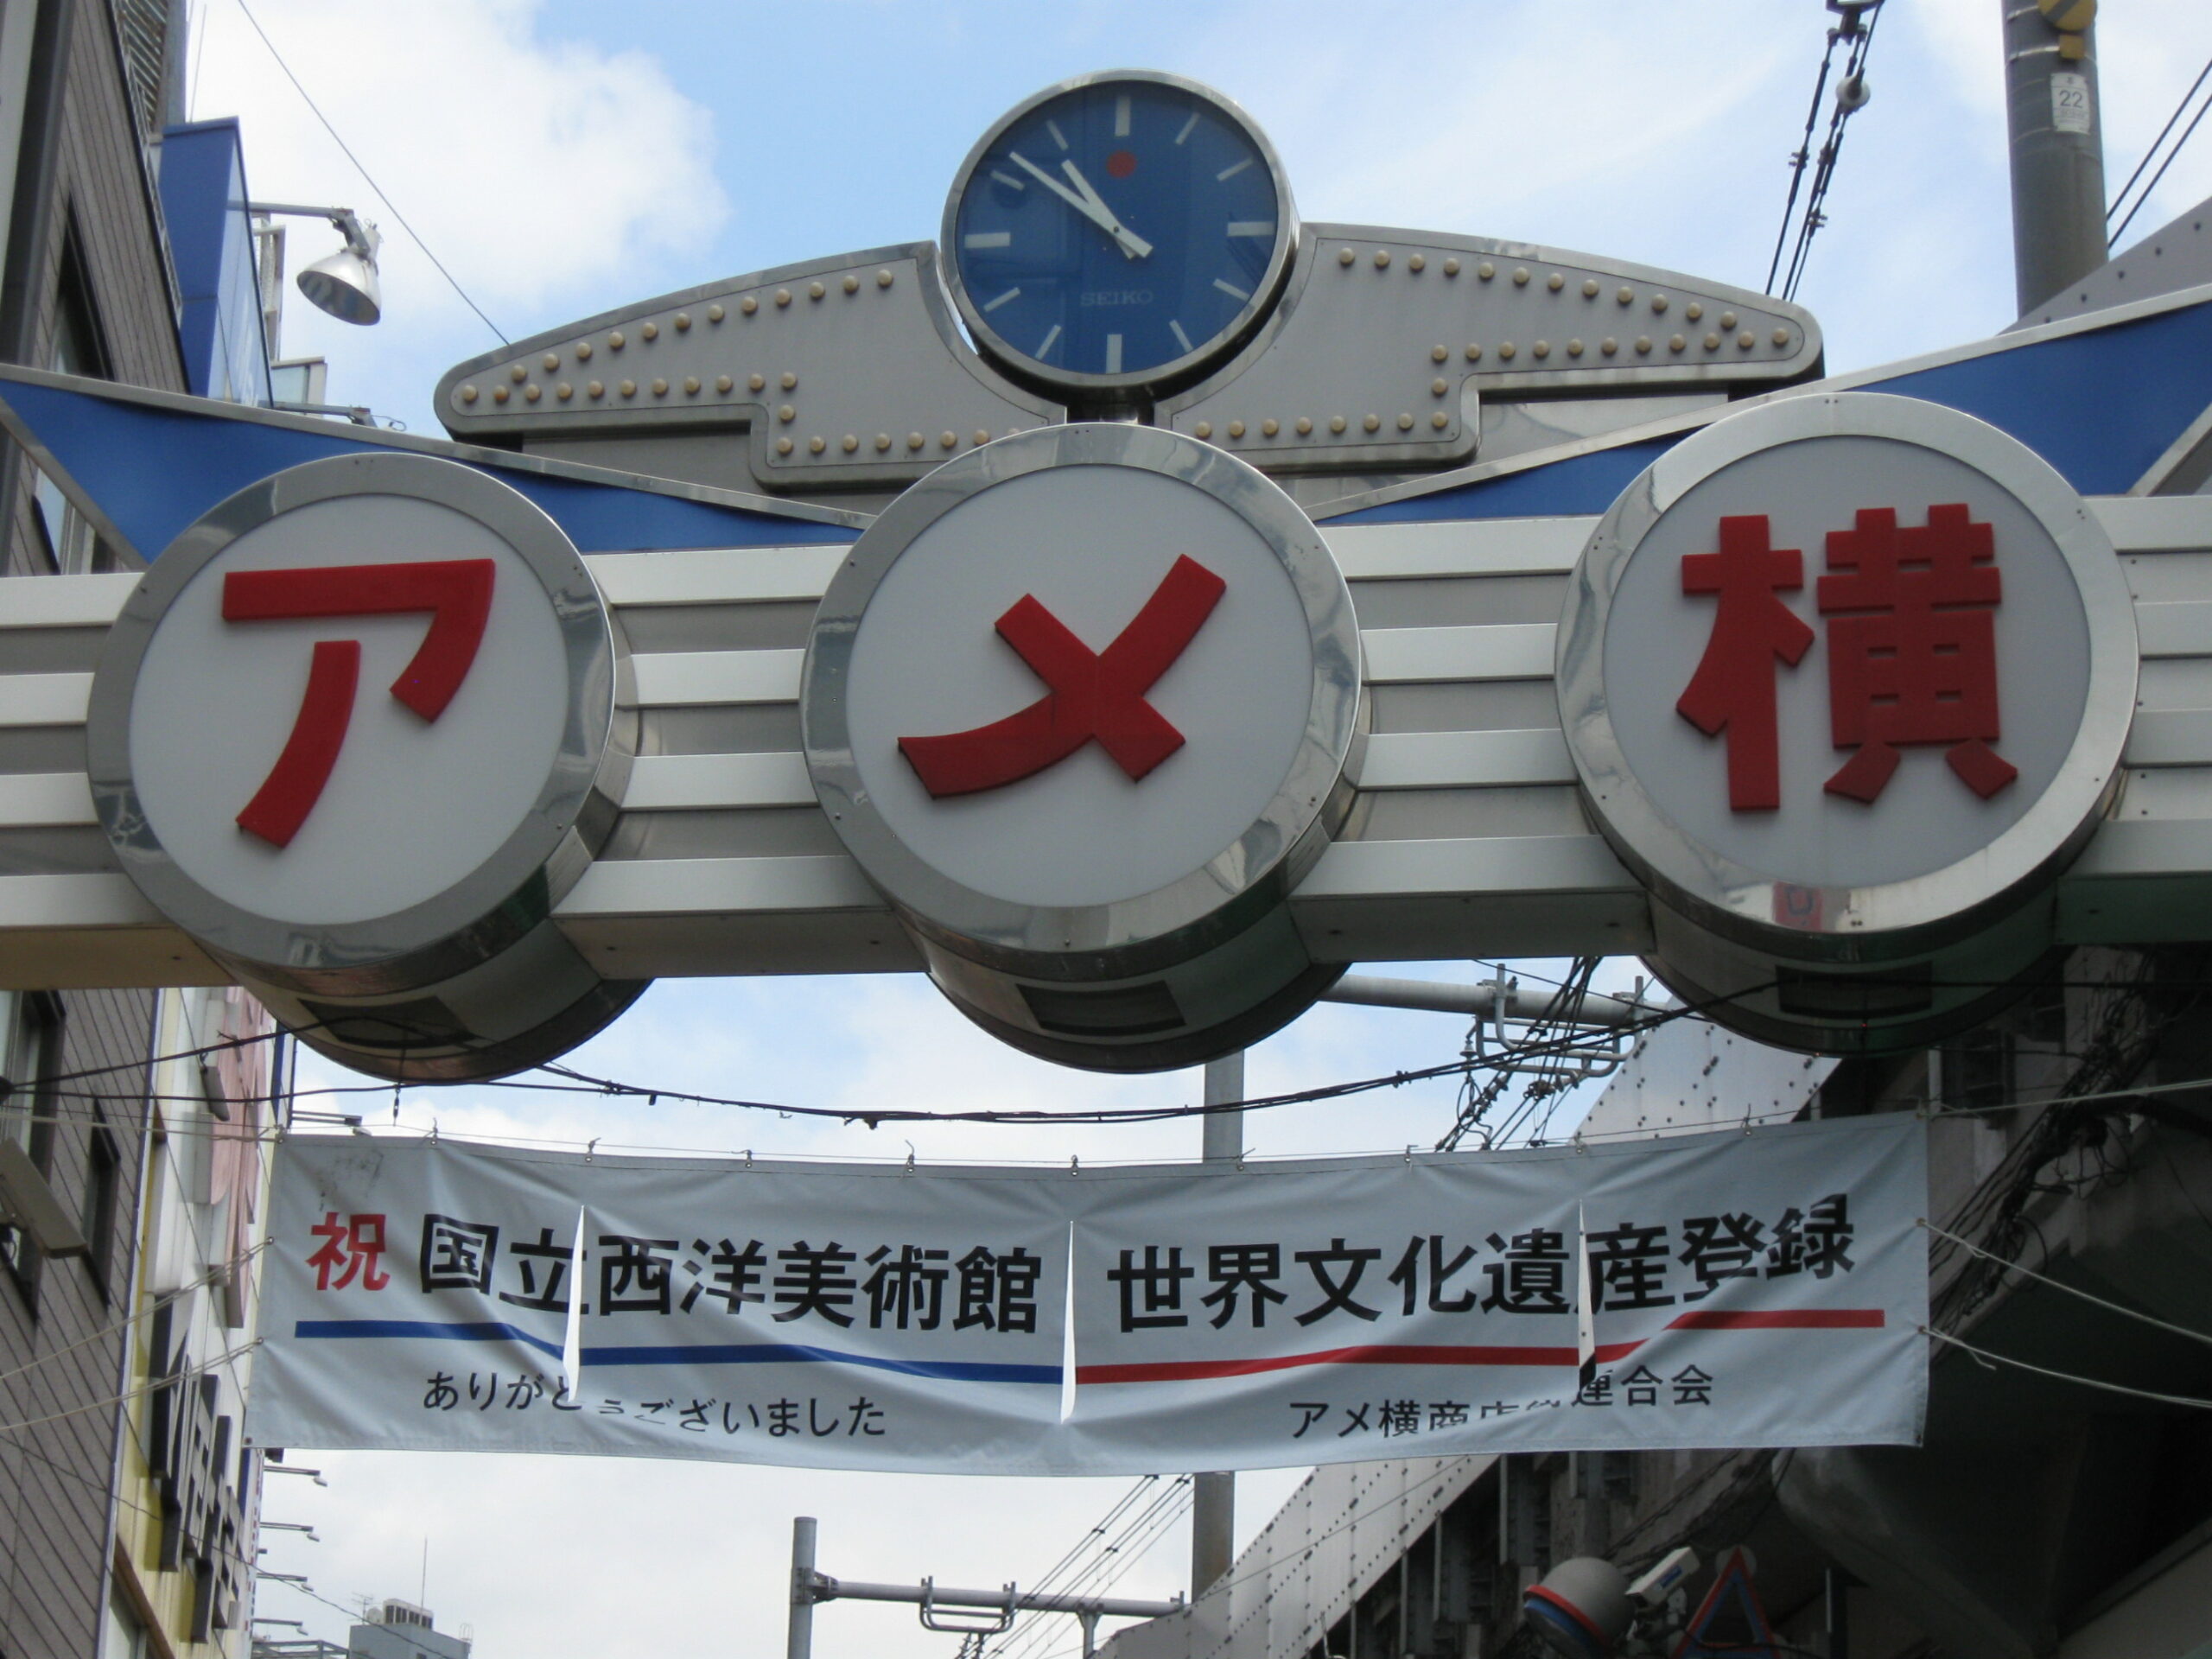 22
SEIKO
アメ横
祝 国立西洋美術館 世界文化遺産登録
ありがとうございました アメ横商店街連合会